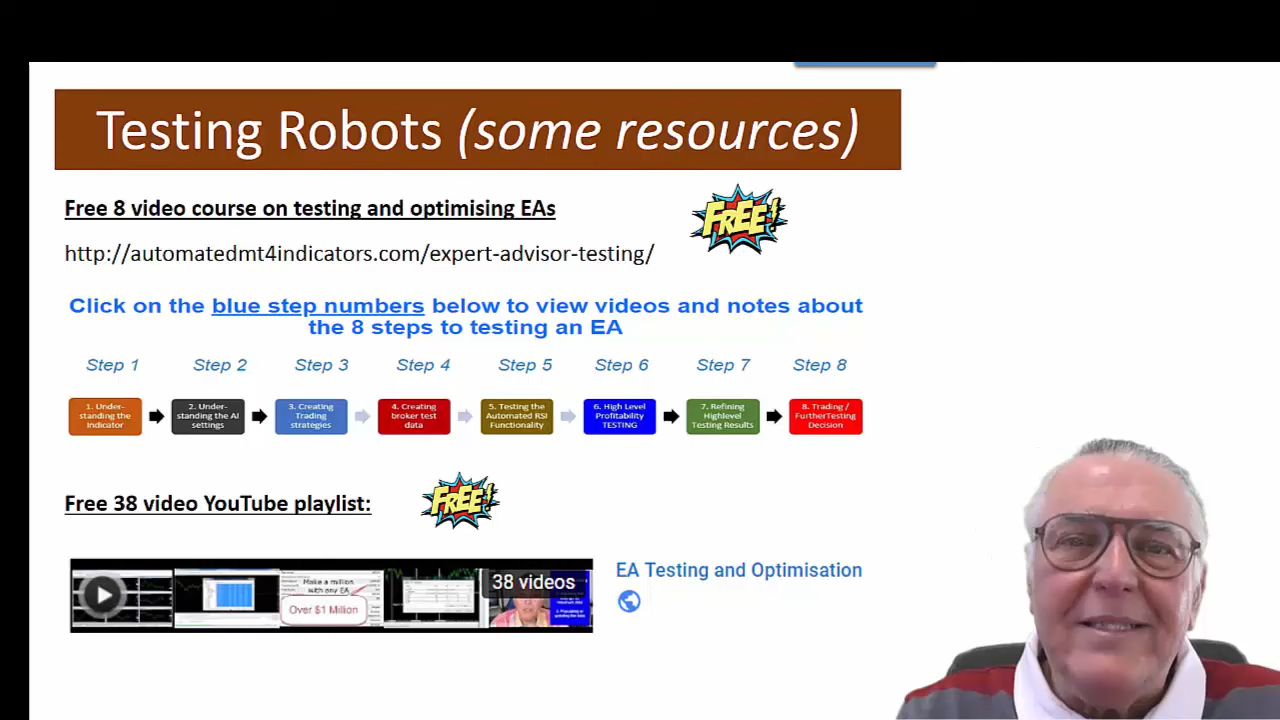 Testing Robots (some resources)
Free 8 video course on testing and optimising EAs
FREE!
http://automatedmt4indicators.com/expert-advisor-testing/
Click on the blue step numbers below to view videos and notes about
the 8 steps to testing an EA
Step 1
Step 2
Step 3
Step 4
Step 5
Step 6
Step 7
Step 8
1. Under-
standing the
Indicator
2. Under-
standing the AI
settings
3. Creating
Trading
strategies
4. Creating
broker test
data
5. Testing the
Automated RSI
Functionality
6. High Level
Profitability
TESTING
7. Refining
Highlevel
Testing Results
8. Trading /
FurtherTesting
Decision
Free 38 video YouTube playlist:
FREE!
Make a million
with any EA
Over $1 Million
38 videos
EA Testing and Optimisation